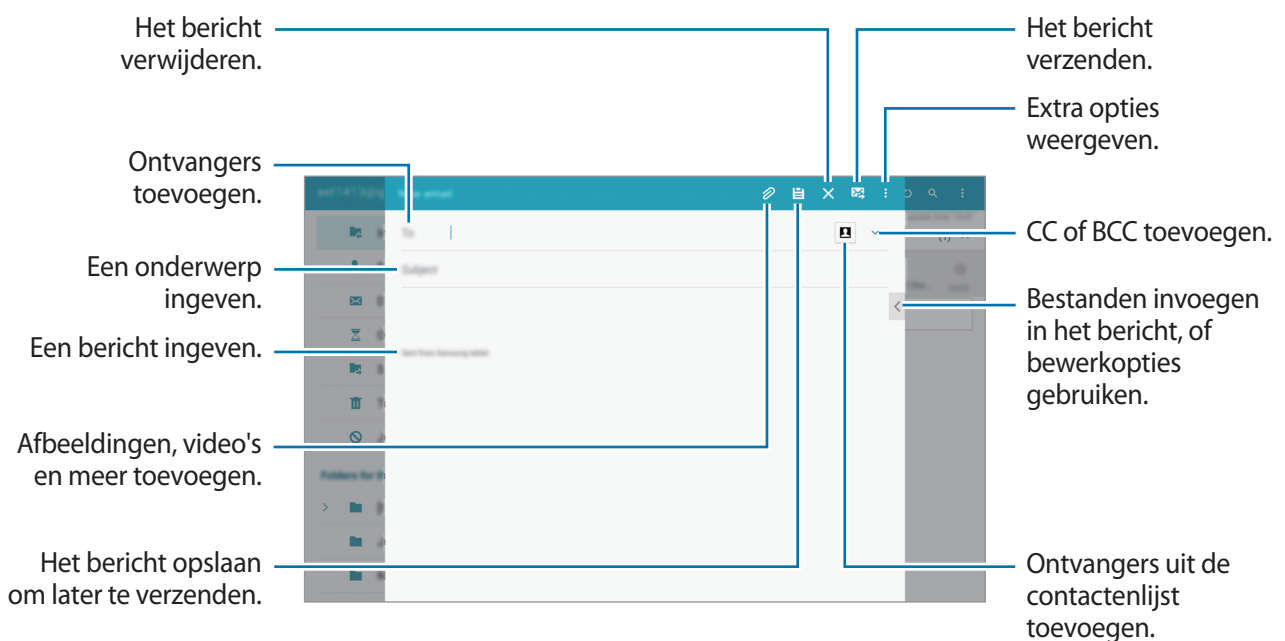 Het bericht
verwijderen.
Het bericht
verzenden.
Extra opties
weergeven.
Ontvangers
toevoegen.
New email
To
CC of BCC toevoegen.
Een onderwerp
ingeven.
Subject
Bestanden invoegen
in het bericht, of
bewerkopties
gebruiken.
Een bericht ingeven.
Sent from Samsung tablet
Afbeeldingen, video's
en meer toevoegen.
Het bericht opslaan
om later te verzenden.
Ontvangers uit de
contactenlijst
toevoegen.